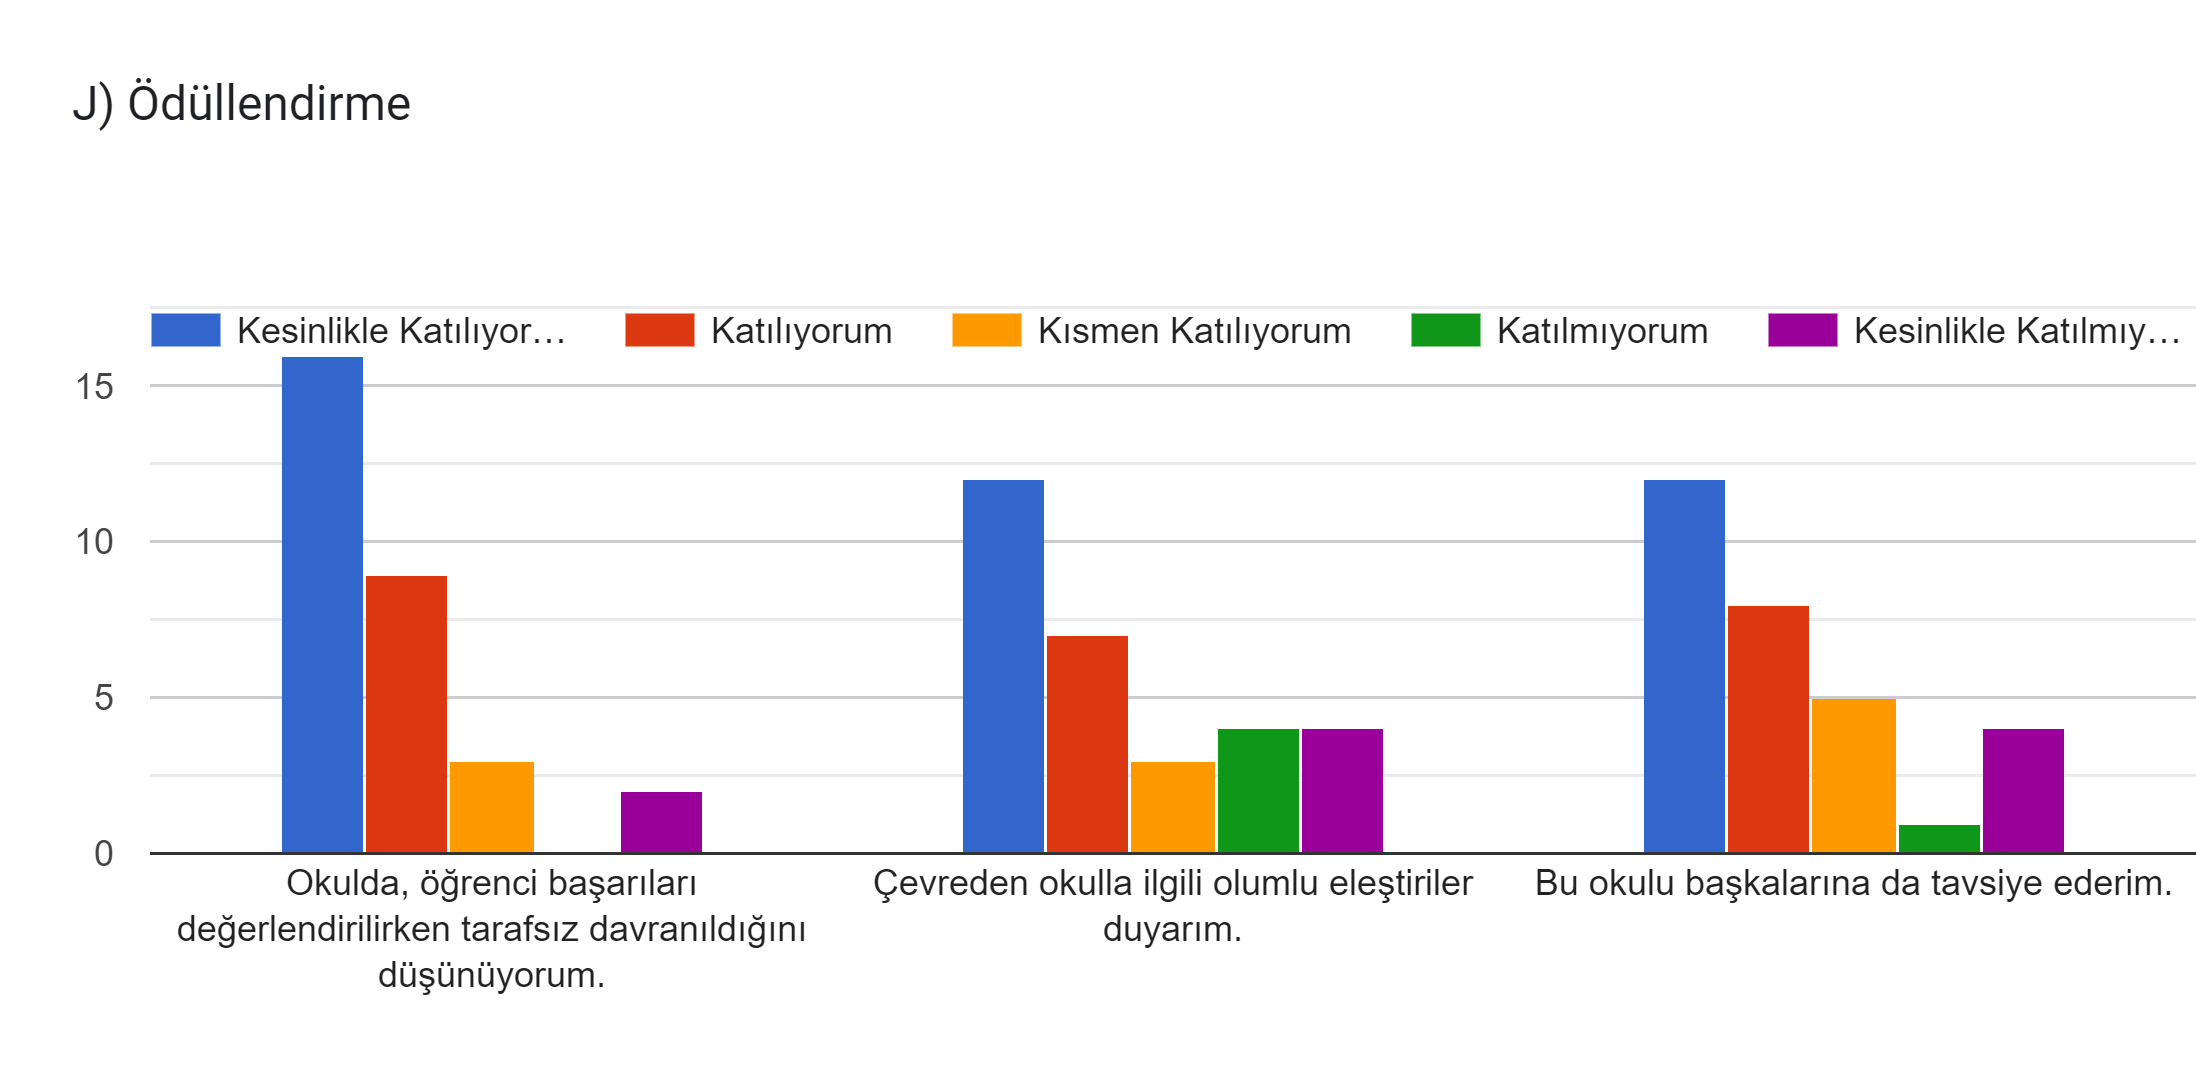 J) Ödüllendirme
Kesinlikle Katılıyor…
Katılıyorum
Kısmen Katılıyorum
Katılmıyorum
Kesinlikle Katılmıy…
15
10
5
0
Okulda, öğrenci başarıları
değerlendirilirken tarafsız davranıldığını
düşünüyorum.
Çevreden okulla ilgili olumlu eleştiriler
duyarım.
Bu okulu başkalarına da tavsiye ederim.